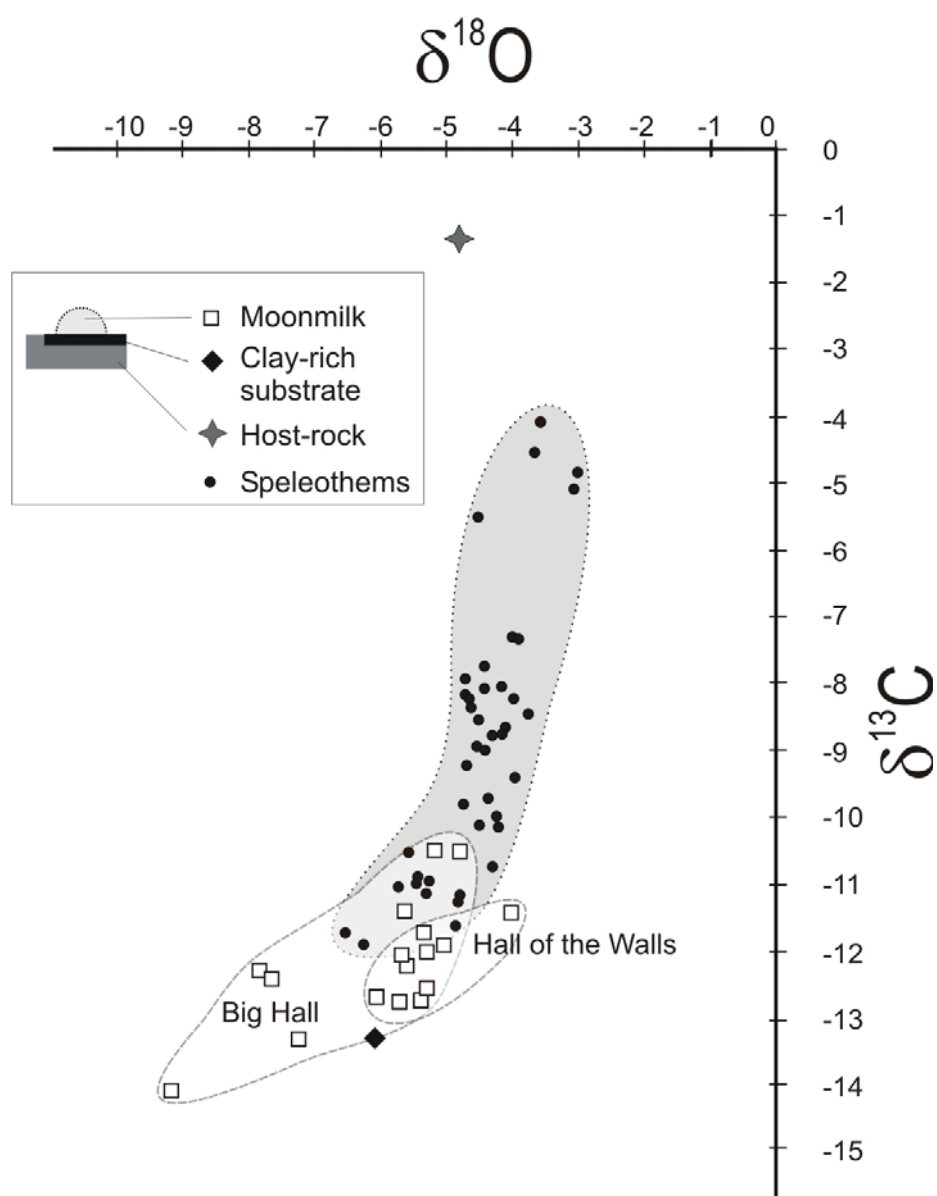 δ18O
-10 -9 -8 -7 -6 -5 -4 -3 -2 -1 0
0
-1
-2
-3
-4
-5
-6
-7
-8
-9
-10
-11
-12
-13
-14
-15
δ13C
Moonmilk
Clay-rich
substrate
Host-rock
Speleothems
Hall of the Walls
Big Hall